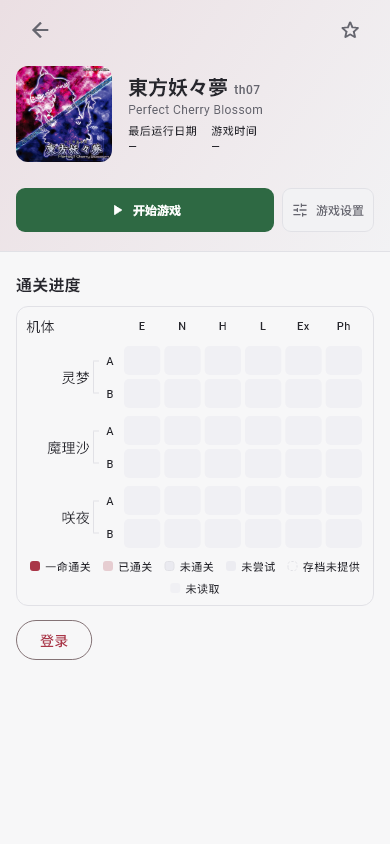 東方妖々夢 th07
Perfect Cherry Blossom
最后运行日期 游戏时间
– –
开始游戏
游戏设置
通关进度
机体 E N H L Ex Ph
灵梦 A
B
魔理沙 A
B
咲夜 A
B
一命通关 已通关 未通关 未尝试 存档未提供
未读取
登录